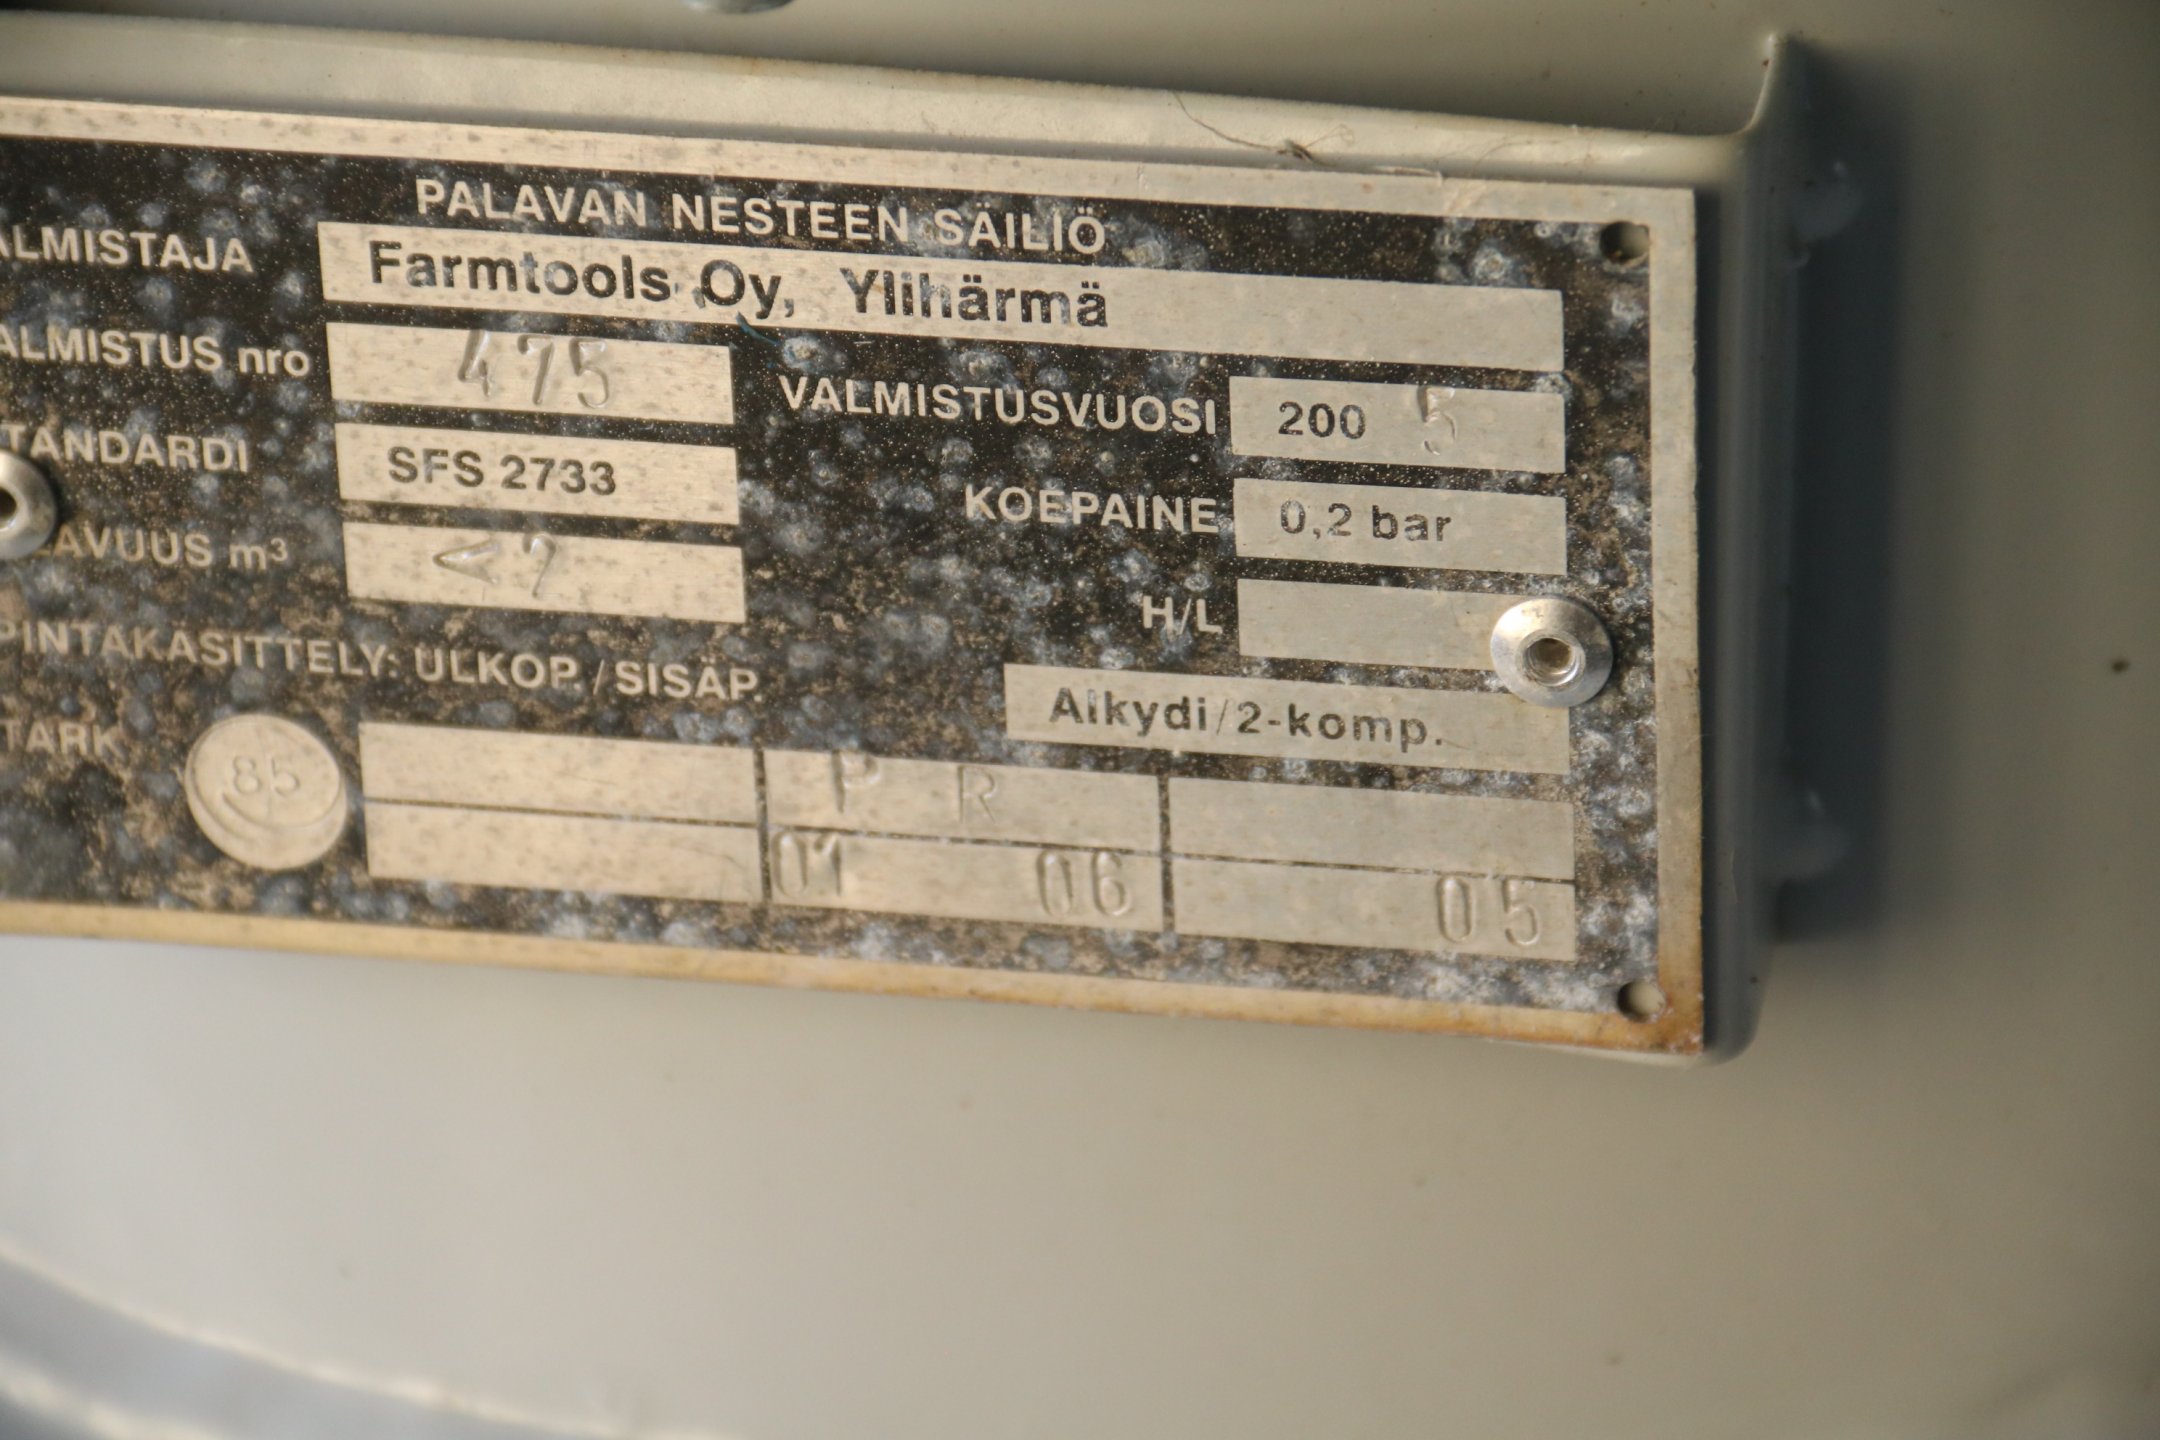 PALAVAN NESTEEN SÄILIÖ
ALMISTAJA Farmtools Oy, Ylihärmä
ALMISTUS nro 475 VALMISTUSVUOSI 200 5
TANDARDI SFS 2733 KOEPAINE 0,2 bar
AVUUS m³ H/L
PINTAKÄSITTELY: ULKOP. / SISÄP. Alkydi/2-komp.
TARK 85 P R
01 06 05